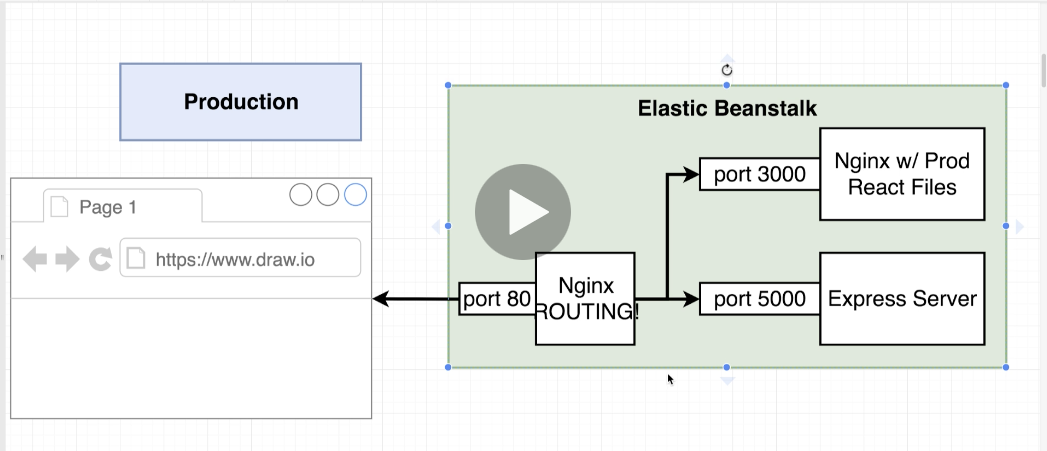 Production
Elastic Beanstalk
Page 1
https://www.draw.io
port 80
Nginx
ROUTING!
port 3000
Nginx w/ Prod
React Files
port 5000
Express Server